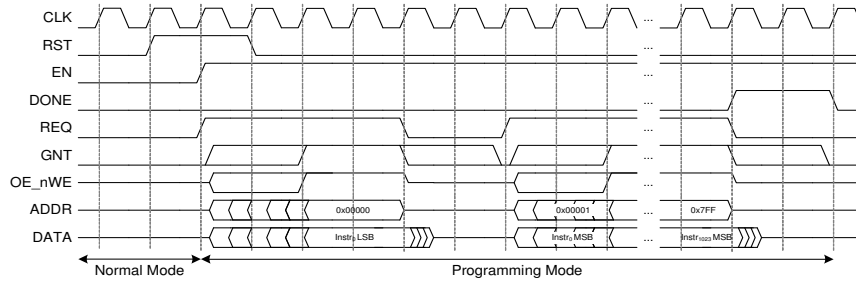 CLK
...
RST
...
EN
...
DONE
...
REQ
...
GNT
...
OE_nWE
...
ADDR 0x00000 0x00001 ... 0x7FF
DATA Instr0 LSB Instr0 MSB ... Instr1023 MSB
Normal Mode Programming Mode